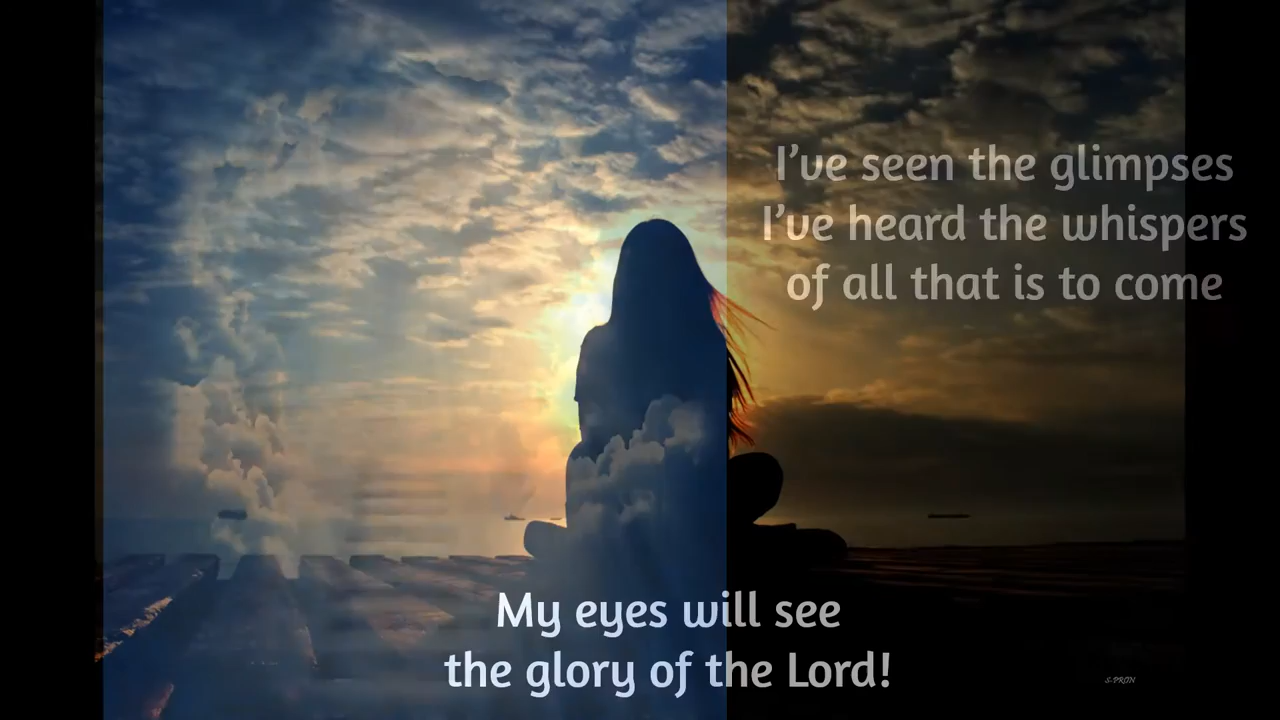 I've seen the glimpses
I've heard the whispers
of all that is to come
My eyes will see
the glory of the Lord!
S. PRON